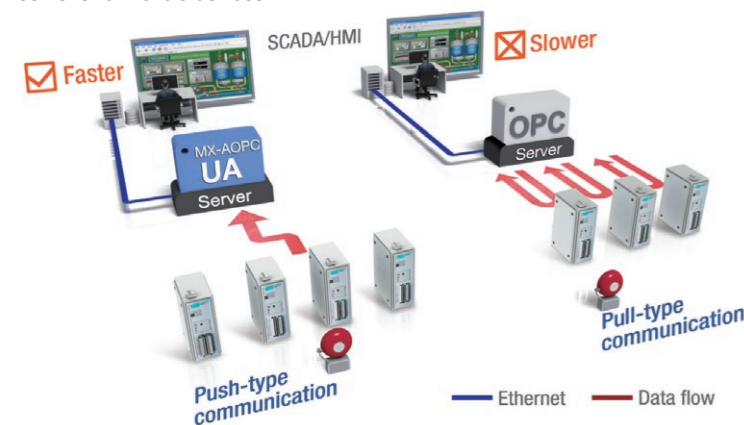 Faster
SCADA/HMI
Slower
MX-AOPC
UA
Server
OPC
Server
Push-type
communication
Pull-type
communication
Ethernet
Data flow